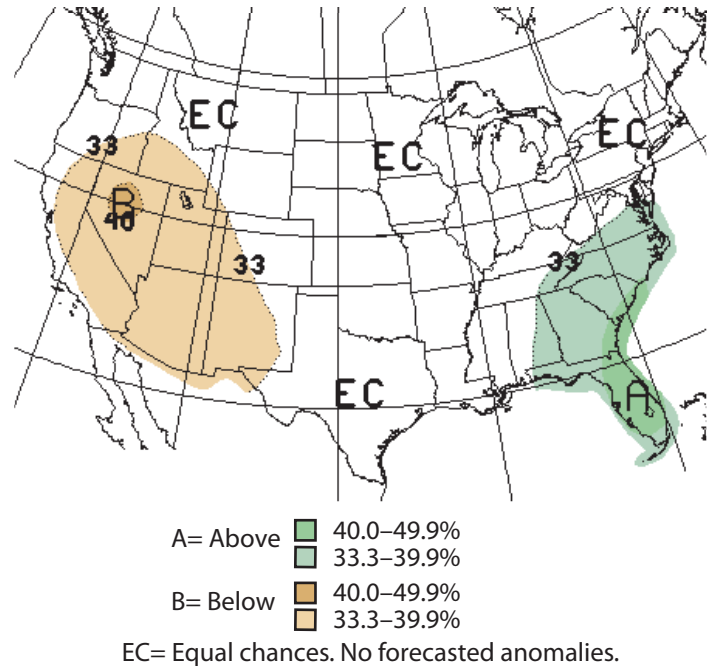 EC
EC
EC
33
B
40
33
33
EC
A
A= Above
40.0–49.9%
33.3–39.9%
B= Below
40.0–49.9%
33.3–39.9%
EC= Equal chances. No forecasted anomalies.